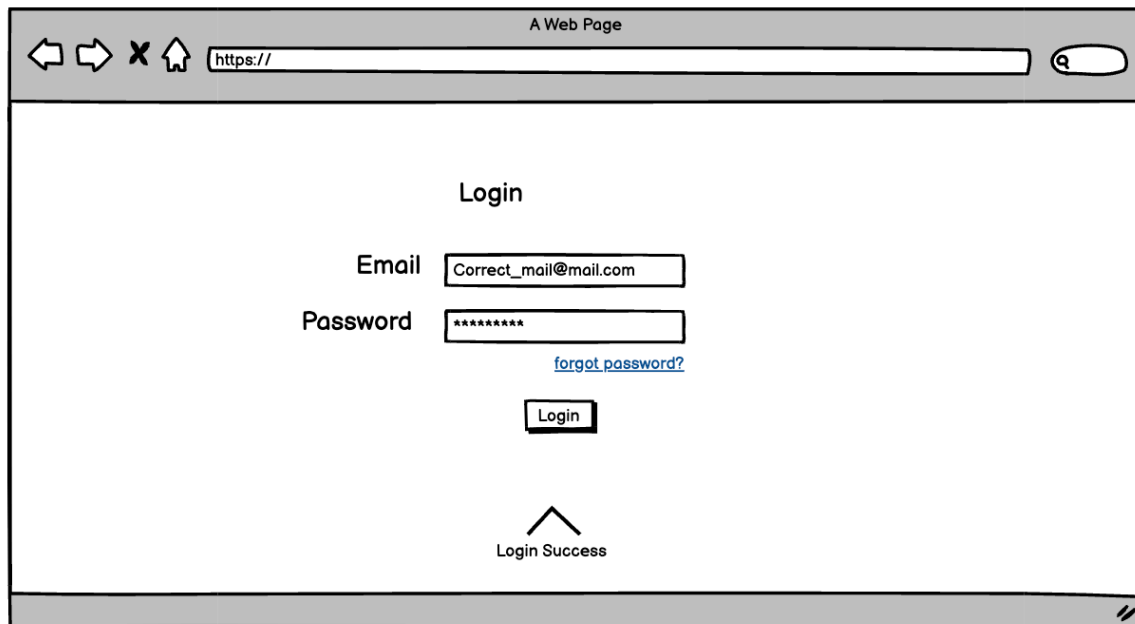 A Web Page
https://
Login
Email Correct_mail@mail.com
Password *********
forgot password?
Login
Login Success